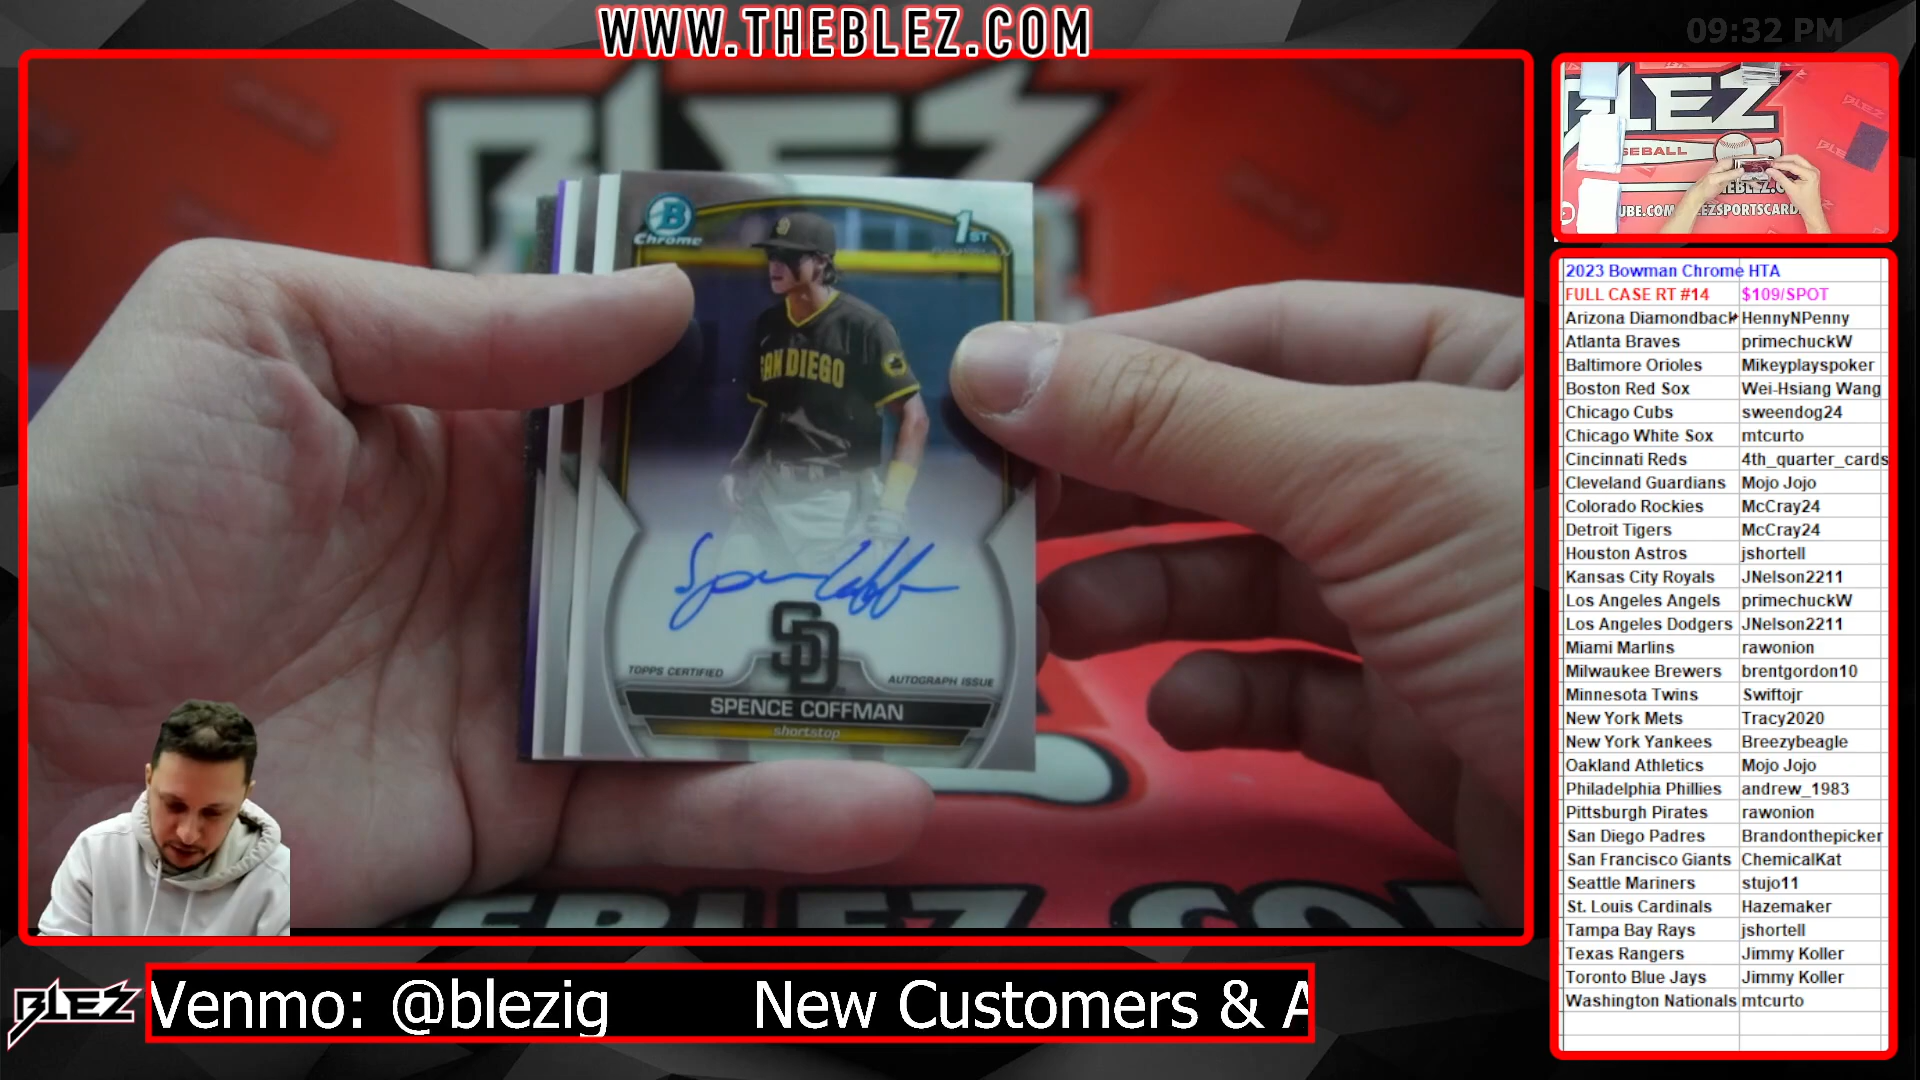 WWW.THEBLEZ.COM
09:32 PM
BLEZ
B
Chrome
1ST
SAN DIEGO
SD
TOPPS CERTIFIED
AUTOGRAPH ISSUE
SPENCE COFFMAN
shortstop
BLEZ
2023 Bowman Chrome HTA
FULL CASE RT #14 $109/SPOT
Arizona Diamondback HennyNPenny
Atlanta Braves primechuckW
Baltimore Orioles Mikeyplayspoker
Boston Red Sox Wei-Hsiang Wang
Chicago Cubs sweendog24
Chicago White Sox mtcurto
Cincinnati Reds 4th_quarter_cards
Cleveland Guardians Mojo Jojo
Colorado Rockies McCray24
Detroit Tigers McCray24
Houston Astros jshortell
Kansas City Royals JNelson2211
Los Angeles Angels primechuckW
Los Angeles Dodgers JNelson2211
Miami Marlins rawonion
Milwaukee Brewers brentgordon10
Minnesota Twins Swiftojr
New York Mets Tracy2020
New York Yankees Breezybeagle
Oakland Athletics Mojo Jojo
Philadelphia Phillies andrew_1983
Pittsburgh Pirates rawonion
San Diego Padres Brandonthepicker
San Francisco Giants ChemicalKat
Seattle Mariners stujo11
St. Louis Cardinals Hazemaker
Tampa Bay Rays jshortell
Texas Rangers Jimmy Koller
Toronto Blue Jays Jimmy Koller
Washington Nationals mtcurto
BLEZ
Venmo: @blezig New Customers & A